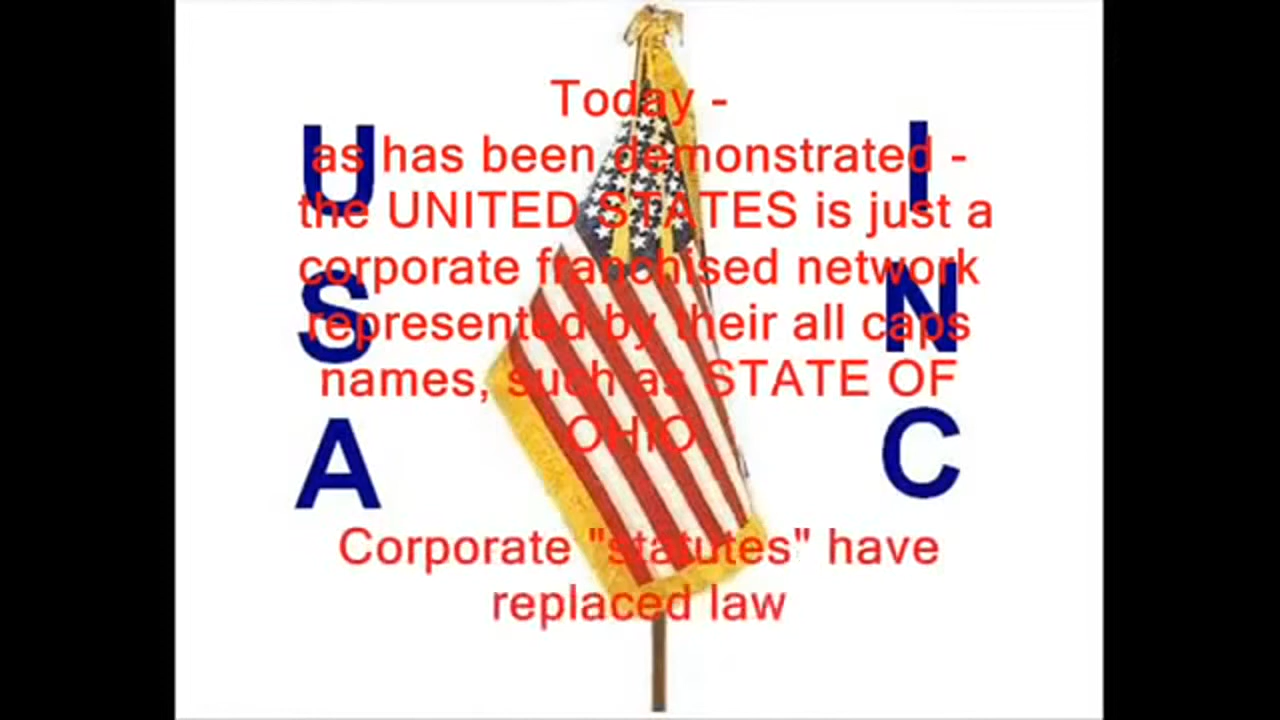 Today -
as has been demonstrated -
the UNITED STATES is just a
corporate franchised network
represented by their all caps
names, such as STATE OF
OHIO
Corporate "statutes" have
replaced law
U
S
A
I
N
C